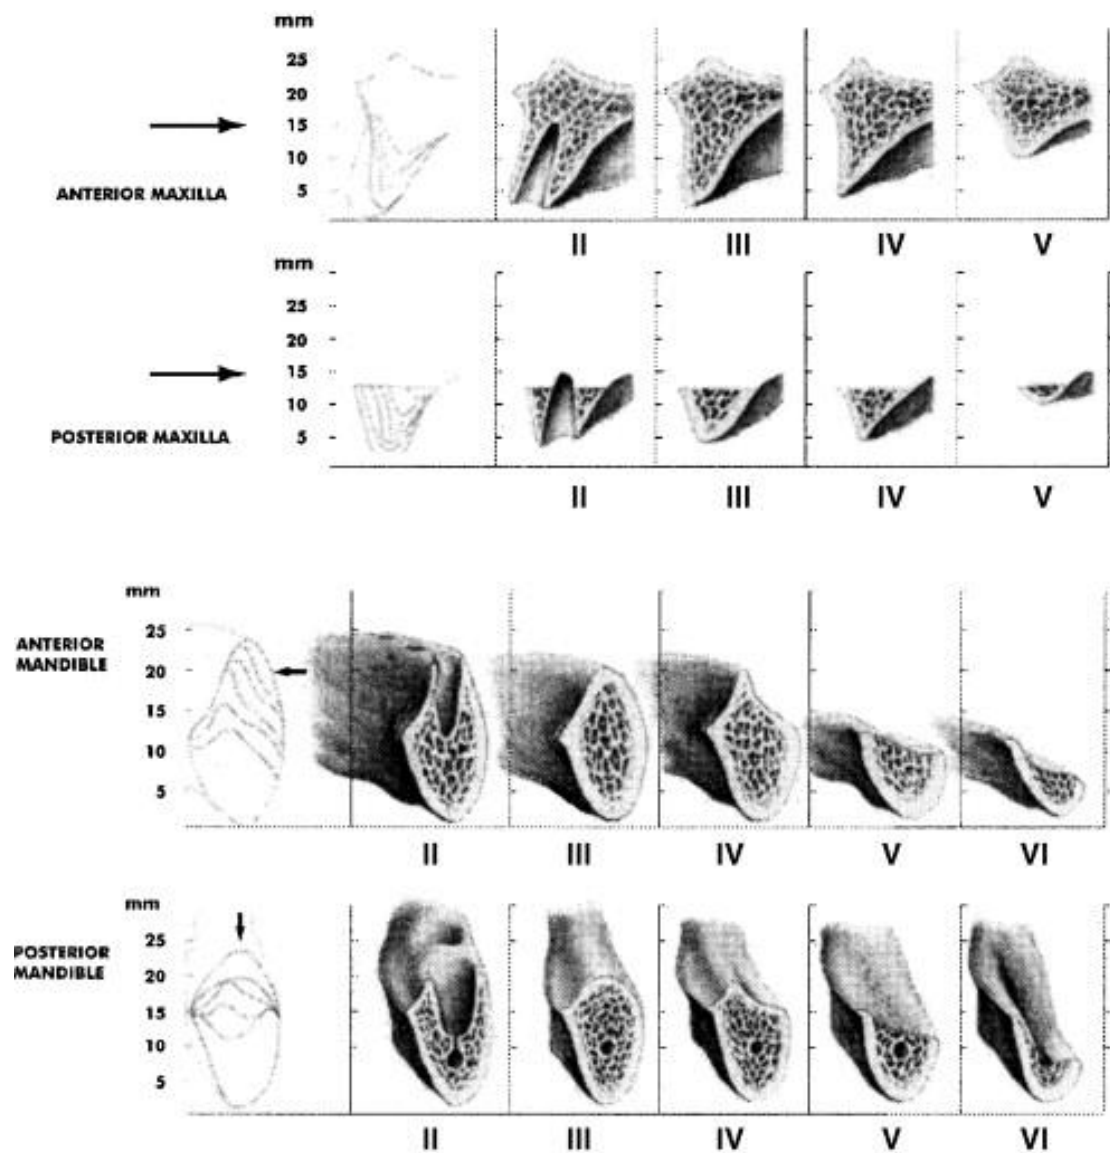 mm
25
20
15
10
5
ANTERIOR MAXILLA
II III IV V
mm
25
20
15
10
5
POSTERIOR MAXILLA
II III IV V
mm
ANTERIOR
MANDIBLE
25
20
15
10
5
II III IV V VI
mm
POSTERIOR
MANDIBLE
25
20
15
10
5
II III IV V VI